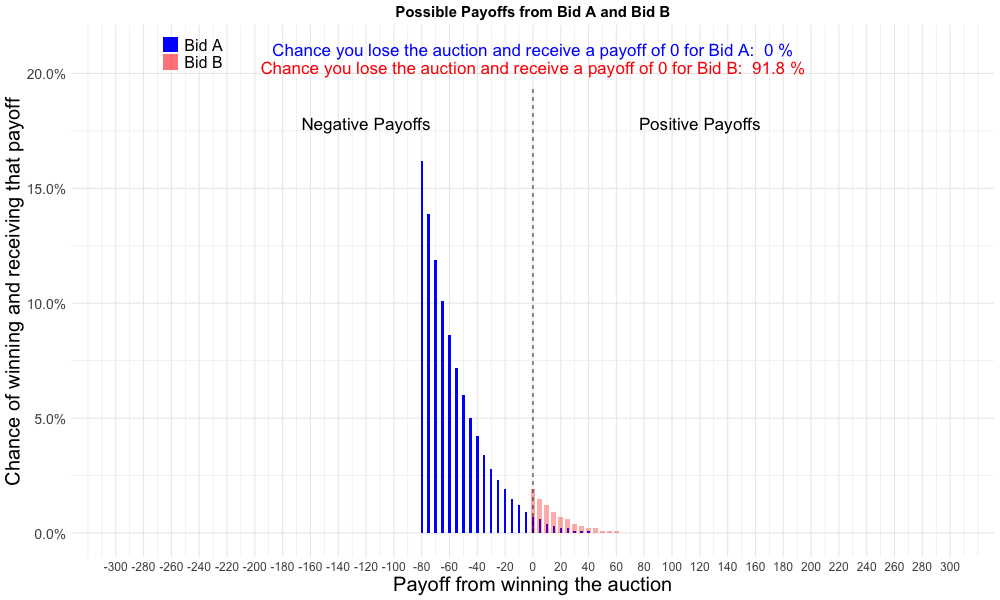 Possible Payoffs from Bid A and Bid B
Bid A
Bid B
Chance you lose the auction and receive a payoff of 0 for Bid A:  0 %
Chance you lose the auction and receive a payoff of 0 for Bid B:  91.8 %
Negative Payoffs
Positive Payoffs
Chance of winning and receiving that payoff
20.0%
15.0%
10.0%
5.0%
0.0%
-300 -280 -260 -240 -220 -200 -180 -160 -140 -120 -100 -80 -60 -40 -20 0 20 40 60 80 100 120 140 160 180 200 220 240 260 280 300
Payoff from winning the auction